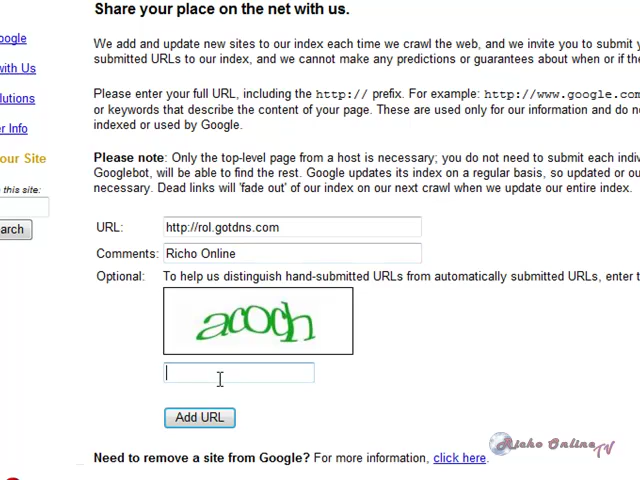 Share your place on the net with us.
oogle
We add and update new sites to our index each time we crawl the web, and we invite you to submit y
with Us
submitted URLs to our index, and we cannot make any predictions or guarantees about when or if the
lutions
Please enter your full URL, including the http:// prefix. For example: http://www.google.com
or keywords that describe the content of your page. These are used only for our information and do no
er Info
indexed or used by Google.
our Site
Please note: Only the top-level page from a host is necessary; you do not need to submit each indiv
Googlebot, will be able to find the rest. Google updates its index on a regular basis, so updated or ou
this site:
necessary. Dead links will 'fade out' of our index on our next crawl when we update our entire index.
earch
URL: http://rol.gotdns.com
Comments: Richo Online
Optional: To help us distinguish hand-submitted URLs from automatically submitted URLs, enter t
acoch
Add URL
Richo Online TV
Need to remove a site from Google? For more information, click here.